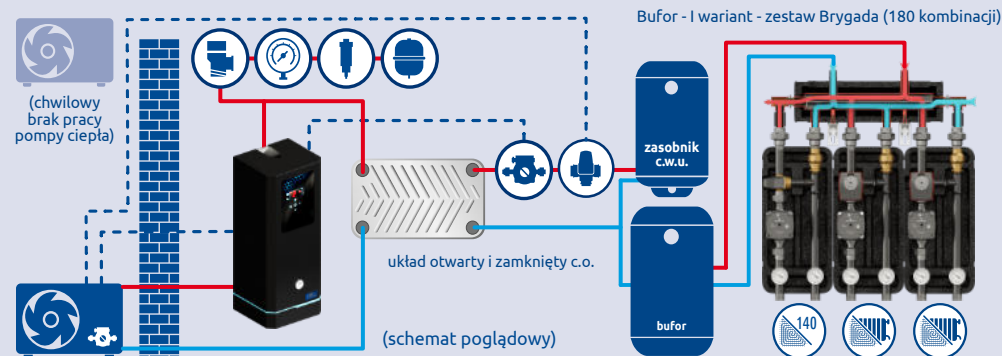 Bufor - I wariant - zestaw Brygada (180 kombinacji)
(chwilowy
brak pracy
pompy ciepła)
zasobnik
c.w.u.
układ otwarty i zamknięty c.o.
bufor
140
(schemat poglądowy)